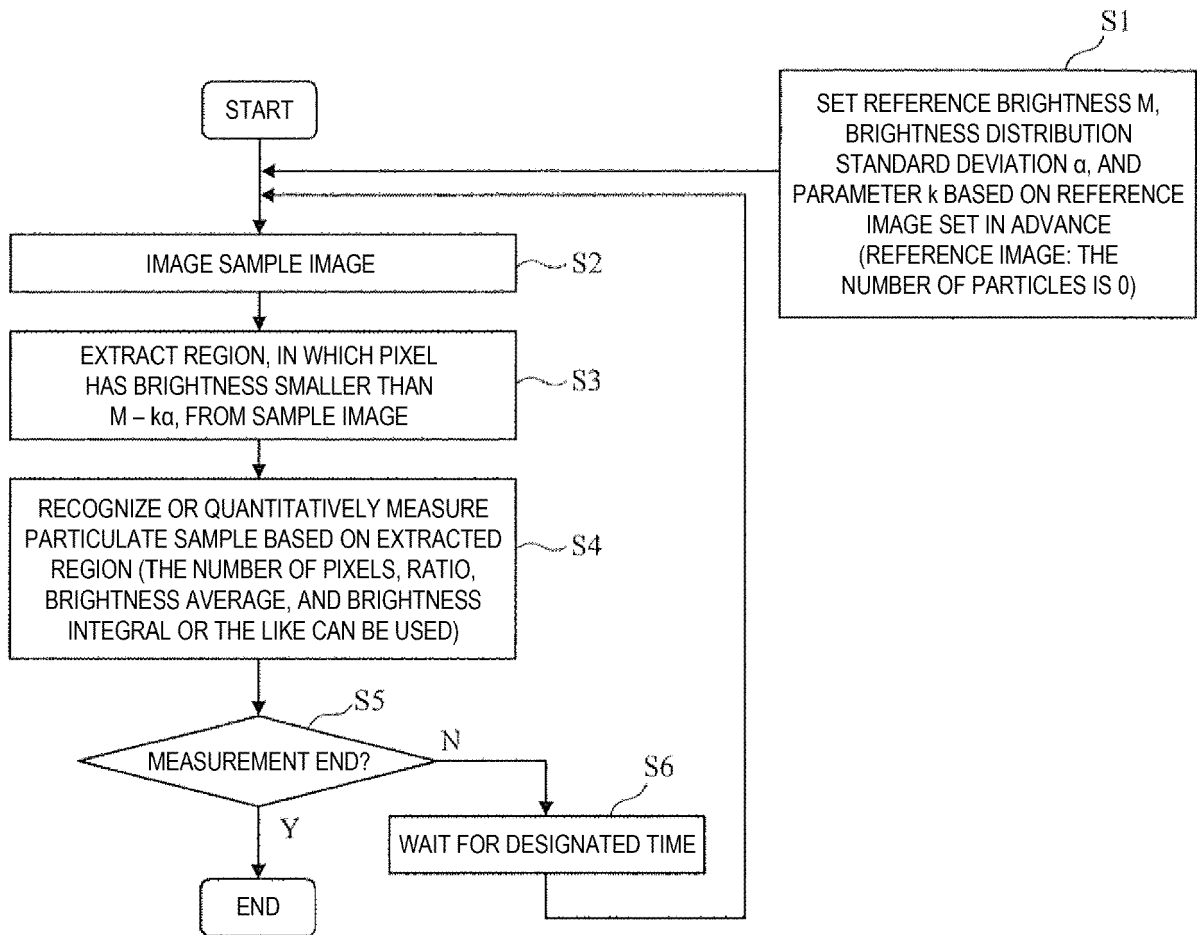 S1
START
SET REFERENCE BRIGHTNESS M,
BRIGHTNESS DISTRIBUTION
STANDARD DEVIATION α, AND
PARAMETER k BASED ON REFERENCE
IMAGE SET IN ADVANCE
(REFERENCE IMAGE: THE
NUMBER OF PARTICLES IS 0)
IMAGE SAMPLE IMAGE
S2
EXTRACT REGION, IN WHICH PIXEL
HAS BRIGHTNESS SMALLER THAN
M – kα, FROM SAMPLE IMAGE
S3
RECOGNIZE OR QUANTITATIVELY MEASURE
PARTICULATE SAMPLE BASED ON EXTRACTED
REGION (THE NUMBER OF PIXELS, RATIO,
BRIGHTNESS AVERAGE, AND BRIGHTNESS
INTEGRAL OR THE LIKE CAN BE USED)
S4
S5
MEASUREMENT END?
N
S6
Y
WAIT FOR DESIGNATED TIME
END